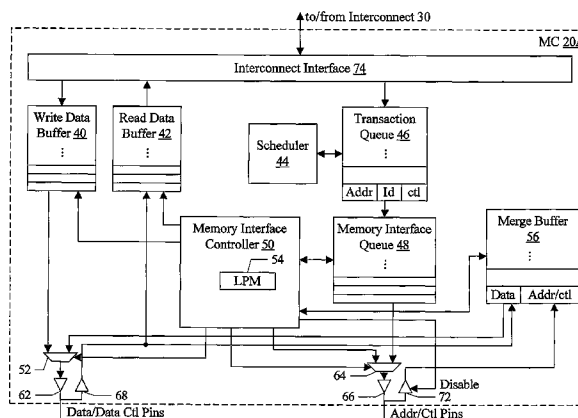 to/from Interconnect 30
MC 20A
Interconnect Interface 74
Write Data Buffer 40
⋮
Read Data Buffer 42
⋮
Scheduler 44
Transaction Queue 46
⋮
Addr Id ctl
Memory Interface Controller 50
54
LPM
Memory Interface Queue 48
⋮
Merge Buffer 56
⋮
Data Addr/ctl
52
62
68
64
66
72
Disable
Data/Data Ctl Pins
Addr/Ctl Pins